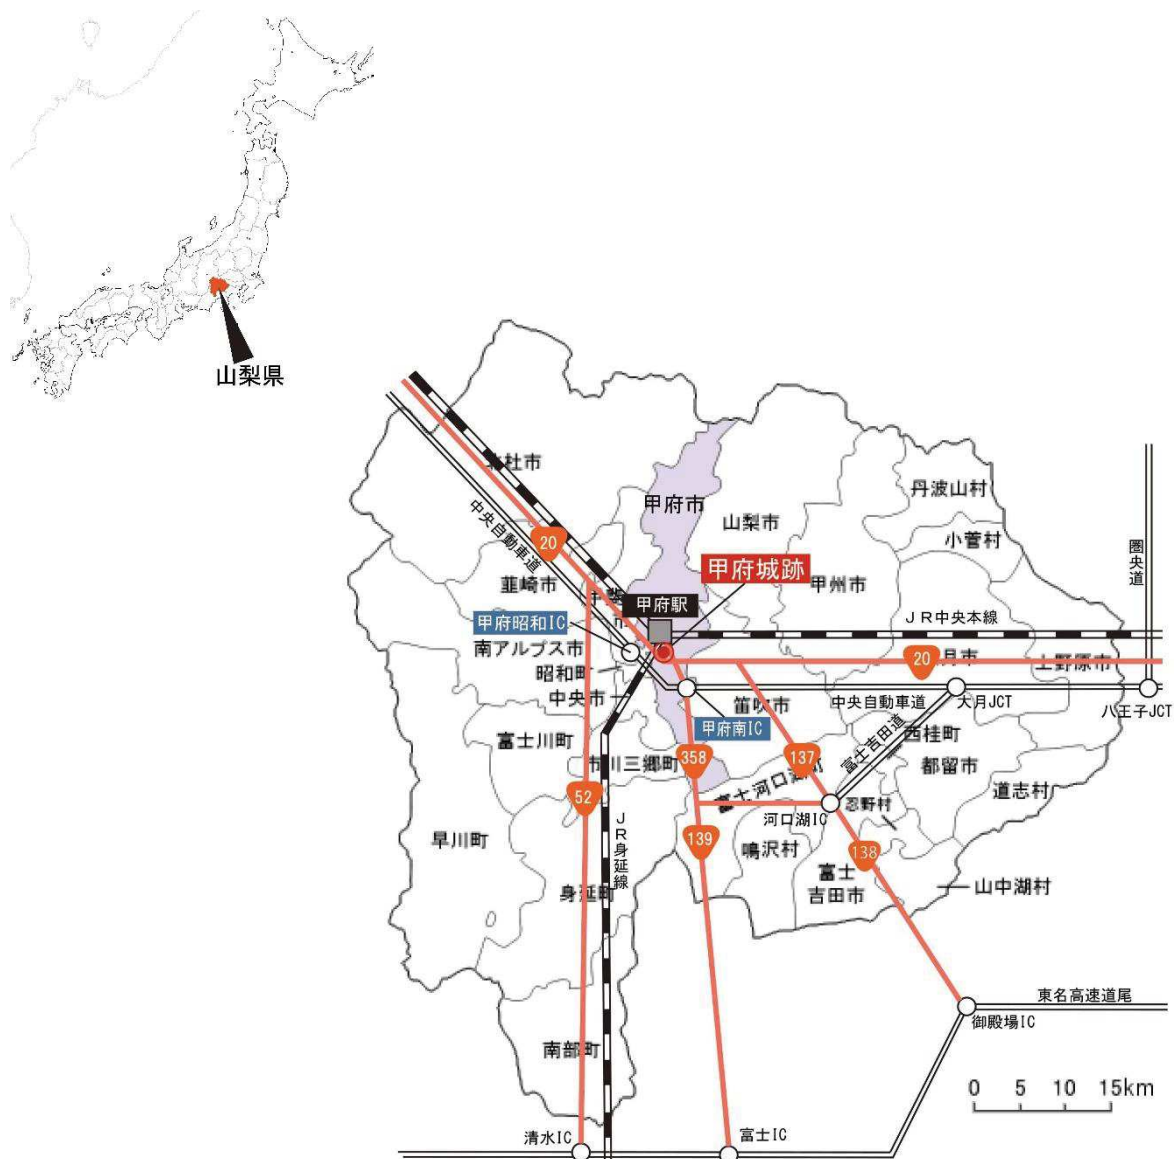 山梨県
北杜市
甲府市
丹波山村
山梨市
中央自動車道
20
小菅村
圏央道
甲府城跡
韮崎市
甲州市
甲府駅
甲府昭和IC
JR中央本線
南アルプス市
20
月市
上野原市
昭和町
中央市
笛吹市
中央自動車道
大月JCT
八王子JCT
甲府南IC
富士川町
富士吉田道
西桂町
市川三郷町
358
137
都留市
富士河口湖町
道志村
52
河口湖IC
忍野村
JR身延線
早川町
139
鳴沢村
138
富士
吉田市
山中湖村
身延町
東名高速道尾
御殿場IC
南部町
0 5 10 15km
清水IC
富士IC